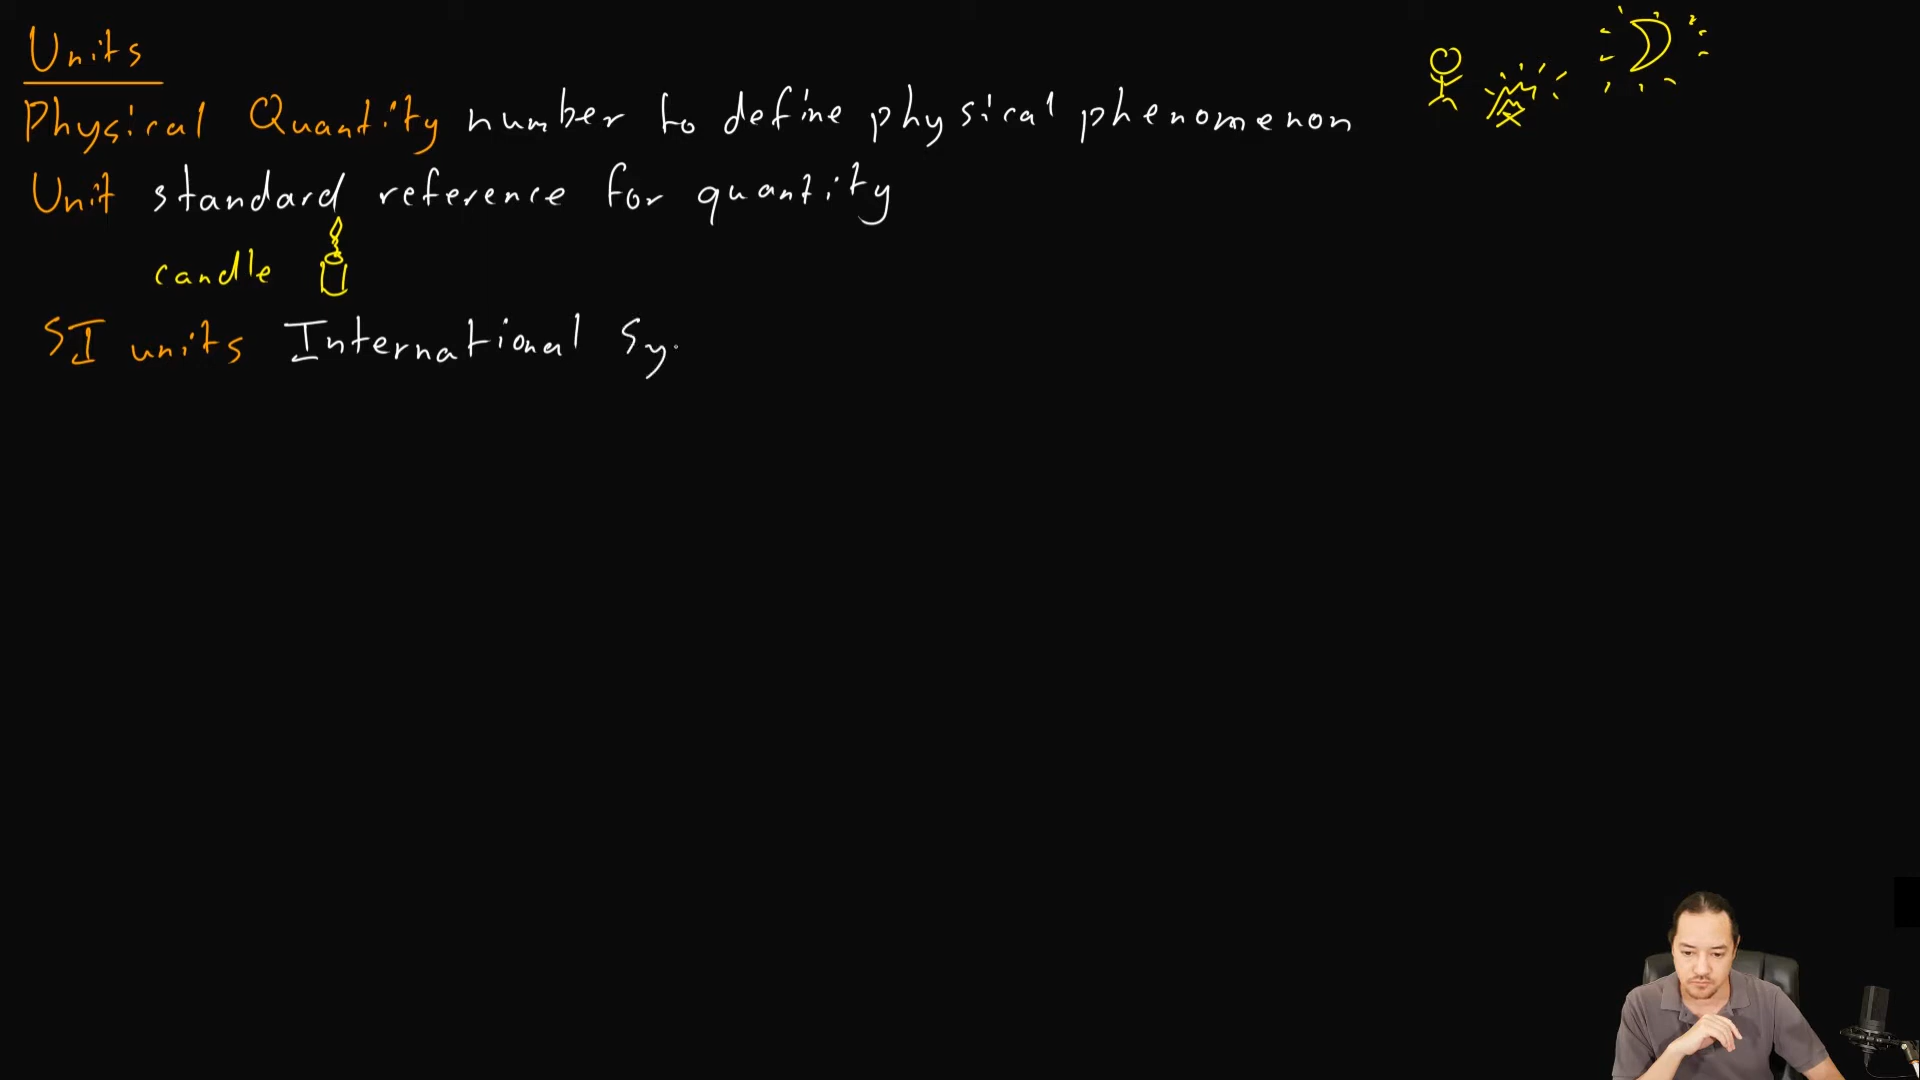 Units
Physical Quantity number to define physical phenomenon
Unit standard reference for quantity
candle
SI units International Sy